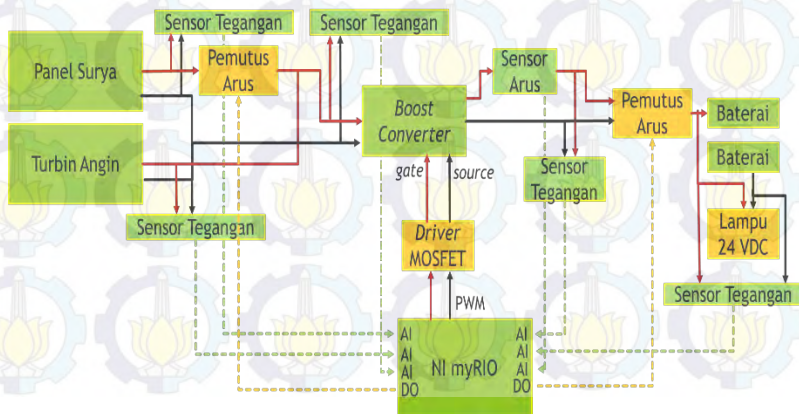 Sensor Tegangan
Sensor Tegangan
Panel Surya
Pemutus
Arus
Sensor
Arus
Pemutus
Arus
Boost
Converter
Baterai
Turbin Angin
Baterai
gate
source
Sensor
Tegangan
Sensor Tegangan
Driver
MOSFET
Lampu
24 VDC
Sensor Tegangan
PWM
AI
AI
AI
DO
NI myRIO
AI
AI
AI
DO